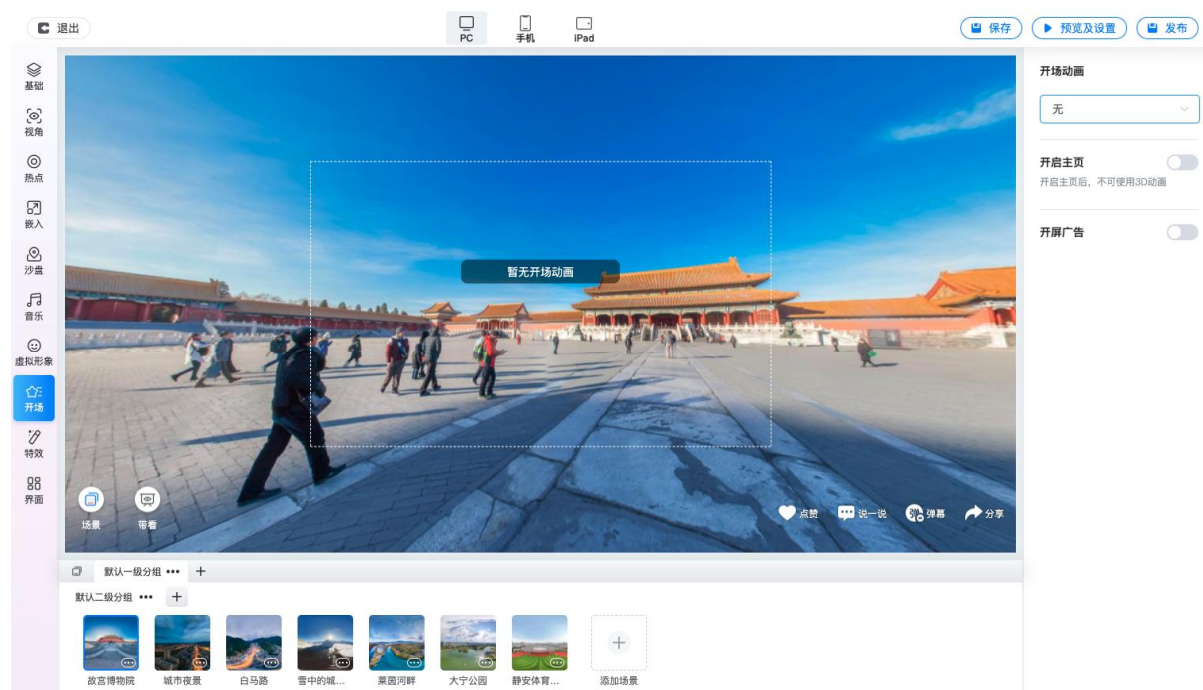 退出
PC
手机
iPad
保存
预览及设置
发布
基础
视角
热点
嵌入
沙盘
音乐
虚拟形象
开场
特效
界面
暂无开场动画
场景
带看
点赞
说一说
弹
弹幕
分享
开场动画
无
开启主页
开启主页后，不可使用3D动画
开屏广告
默认一级分组 •••
+
默认二级分组 •••
+
故宫博物院
城市夜景
白马路
雪中的城...
莱茵河畔
大宁公园
静安体育...
添加场景